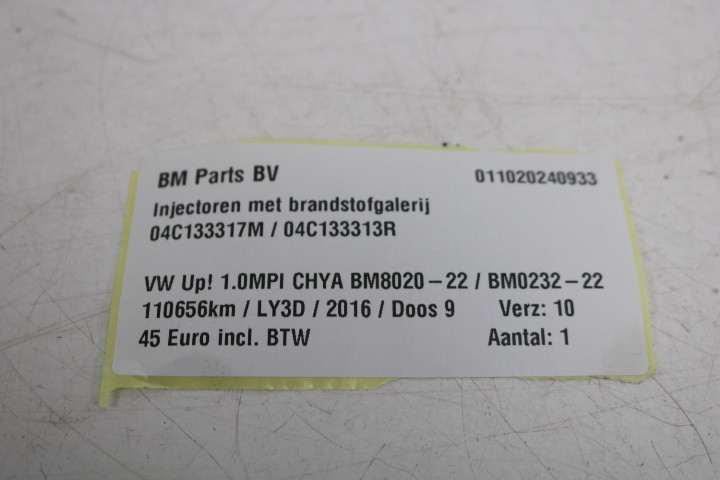 BM Parts BV 011020240933
Injectoren met brandstofgalerij
04C133317M / 04C133313R
VW Up! 1.0MPI CHYA BM8020-22 / BM0232-22
110656km / LY3D / 2016 / Doos 9 Verz: 10
45 Euro incl. BTW Aantal: 1